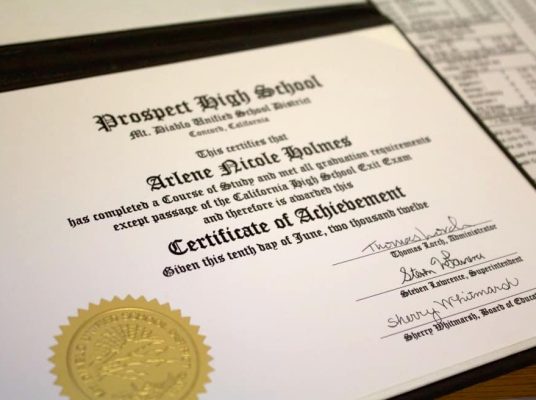 Prospect High School
Mt. Diablo Unified School District
Concord, California
This certifies that
Arlene Nicole Holmes
has completed a Course of Study and met all graduation requirements
except passage of the California High School Exit Exam
and therefore is awarded this
Certificate of Achievement
Given this tenth day of June, two thousand twelve
Thomas Lorch, Administrator
Steven Lawrence, Superintendent
Sherry Whitmarsh
Sherry Whitmarsh, Board of Educa